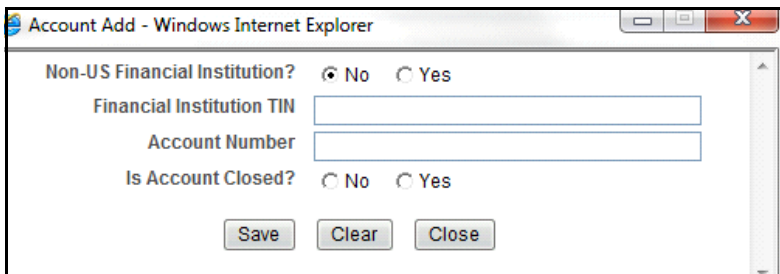 Account Add - Windows Internet Explorer
Non-US Financial Institution? No Yes
Financial Institution TIN
Account Number
Is Account Closed? No Yes
Save Clear Close